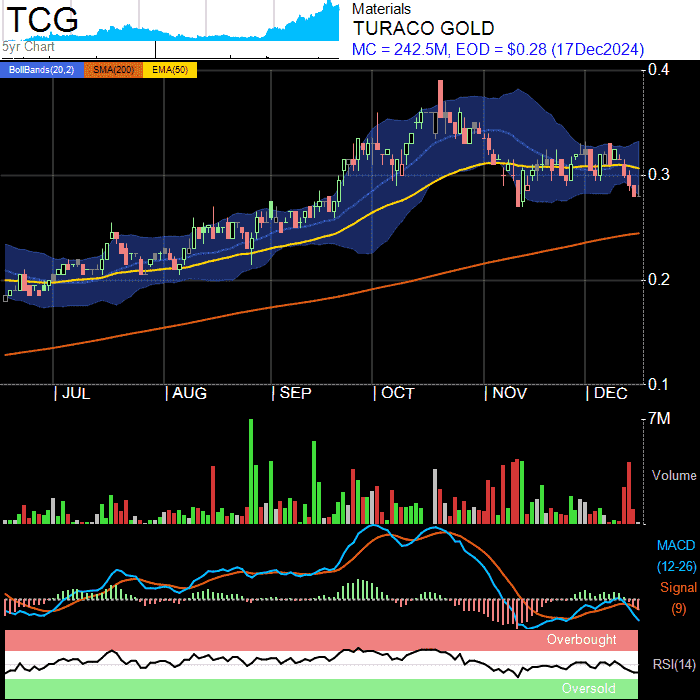 TCG
5yr Chart
Materials
TURACO GOLD
MC = 242.5M, EOD = $0.28 (17Dec2024)
BollBands(20,2) SMA(200) EMA(50)
0.4
0.3
0.2
0.1
| JUL | AUG | SEP | OCT | NOV | DEC
7M
Volume
MACD
(12-26)
Signal
(9)
Overbought
RSI(14)
Oversold